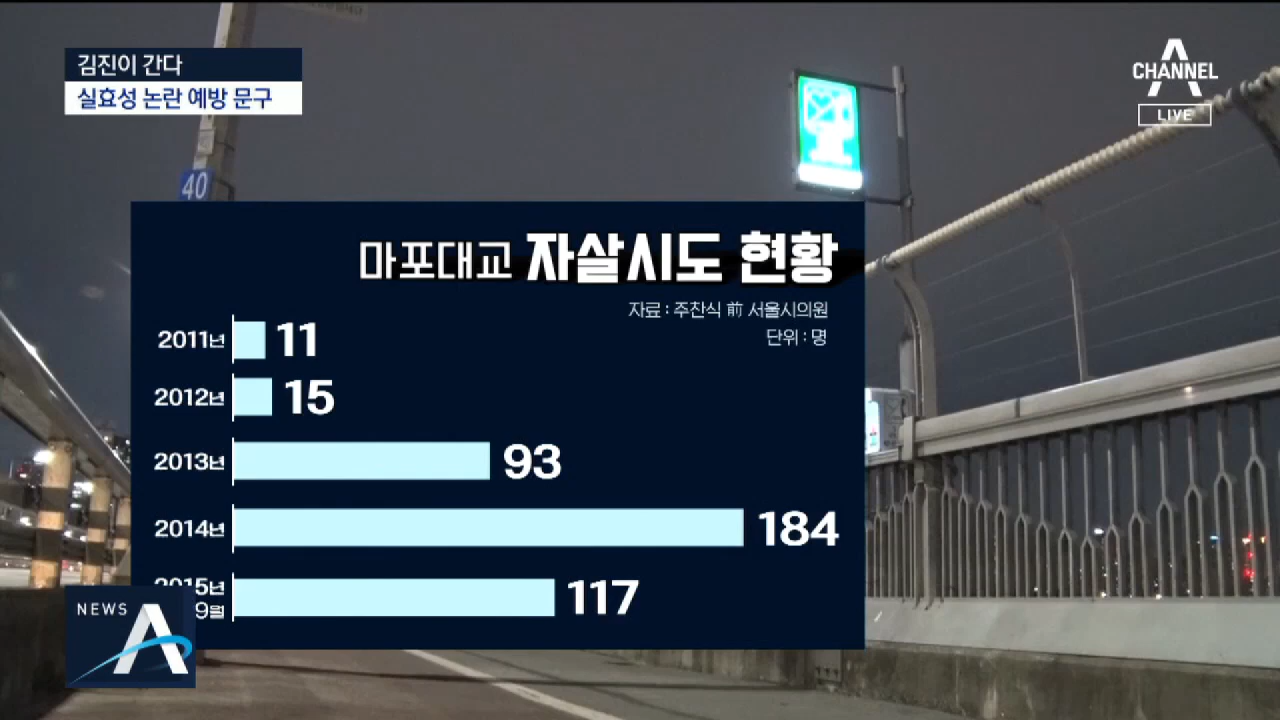 김진이 간다
실효성 논란 예방 문구
CHANNEL A
LIVE
40
마포대교 자살시도 현황
자료 : 주찬식 前 서울시의원
단위 : 명
2011년 11
2012년 15
2013년 93
2014년 184
2015년 117
9월
NEWS A